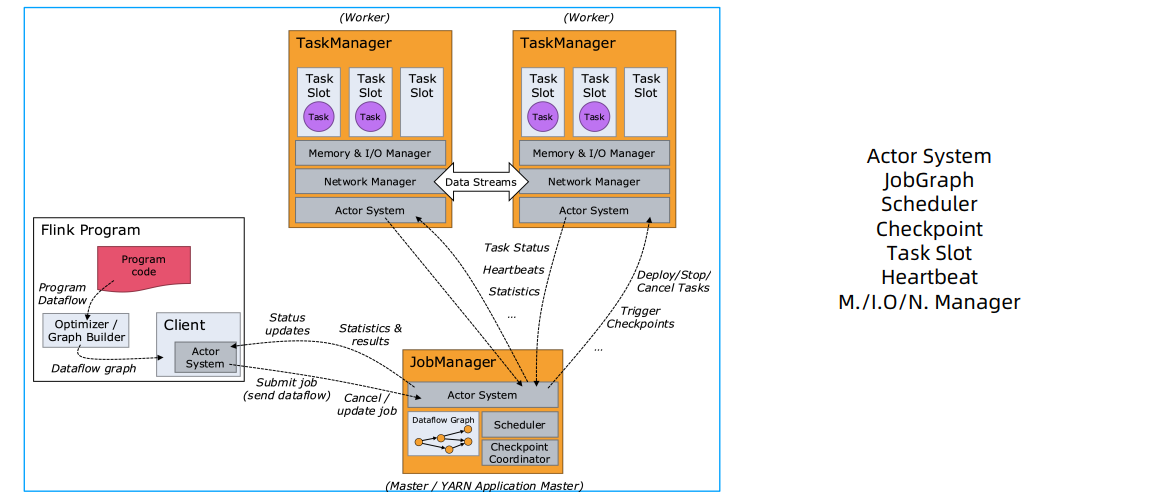 (Worker)
(Worker)
TaskManager
Task
Slot
Task
Task
Slot
Task
Task
Slot
Memory & I/O Manager
Network Manager
Actor System
Data Streams
TaskManager
Task
Slot
Task
Task
Slot
Task
Task
Slot
Memory & I/O Manager
Network Manager
Actor System
Flink Program
Program
code
Program
Dataflow
Optimizer /
Graph Builder
Dataflow graph
Client
Actor
System
Status
updates
Statistics &
results
Submit job
(send dataflow)
Cancel /
update job
Task Status
Heartbeats
Statistics
...
Deploy/Stop/
Cancel Tasks
Trigger
Checkpoints
...
JobManager
Actor System
Dataflow Graph
Scheduler
Checkpoint
Coordinator
(Master / YARN Application Master)
Actor System
JobGraph
Scheduler
Checkpoint
Task Slot
Heartbeat
M./I.O/N. Manager